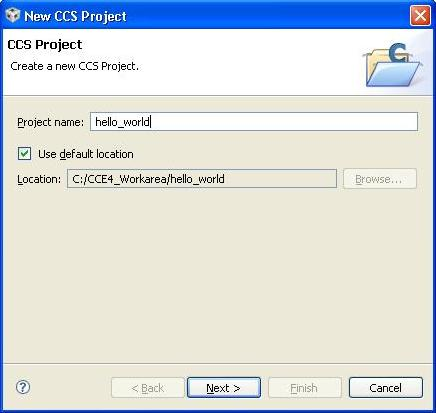 New CCS Project
CCS Project
Create a new CCS Project.
Project name: hello_world
Use default location
Location: C:/CCE4_Workarea/hello_world Browse...
? < Back Next > Finish Cancel